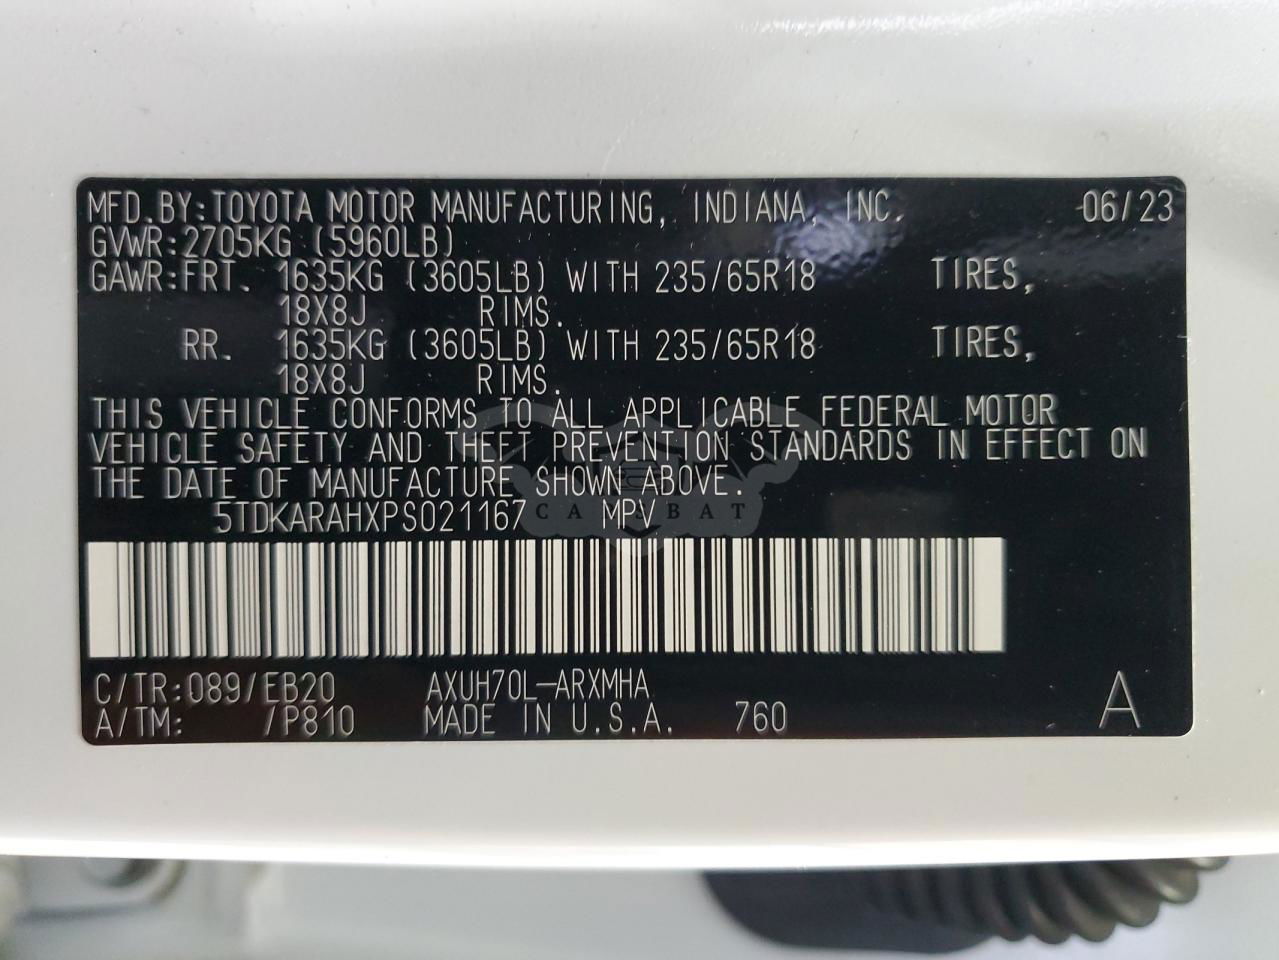 MFD.BY:TOYOTA MOTOR MANUFACTURING, INDIANA, INC. 06/23
GVWR:2705KG (5960LB)
GAWR:FRT. 1635KG (3605LB) WITH 235/65R18 TIRES,
18X8J RIMS.
RR. 1635KG (3605LB) WITH 235/65R18 TIRES,
18X8J RIMS.
THIS VEHICLE CONFORMS TO ALL APPLICABLE FEDERAL MOTOR
VEHICLE SAFETY AND THEFT PREVENTION STANDARDS IN EFFECT ON
THE DATE OF MANUFACTURE SHOWN ABOVE.
5TDKARAHXPS021167 MPV
CARSBAT
C/TR:089/EB20 AXUH70L-ARXMHA
A/TM: /P810 MADE IN U.S.A. 760 A